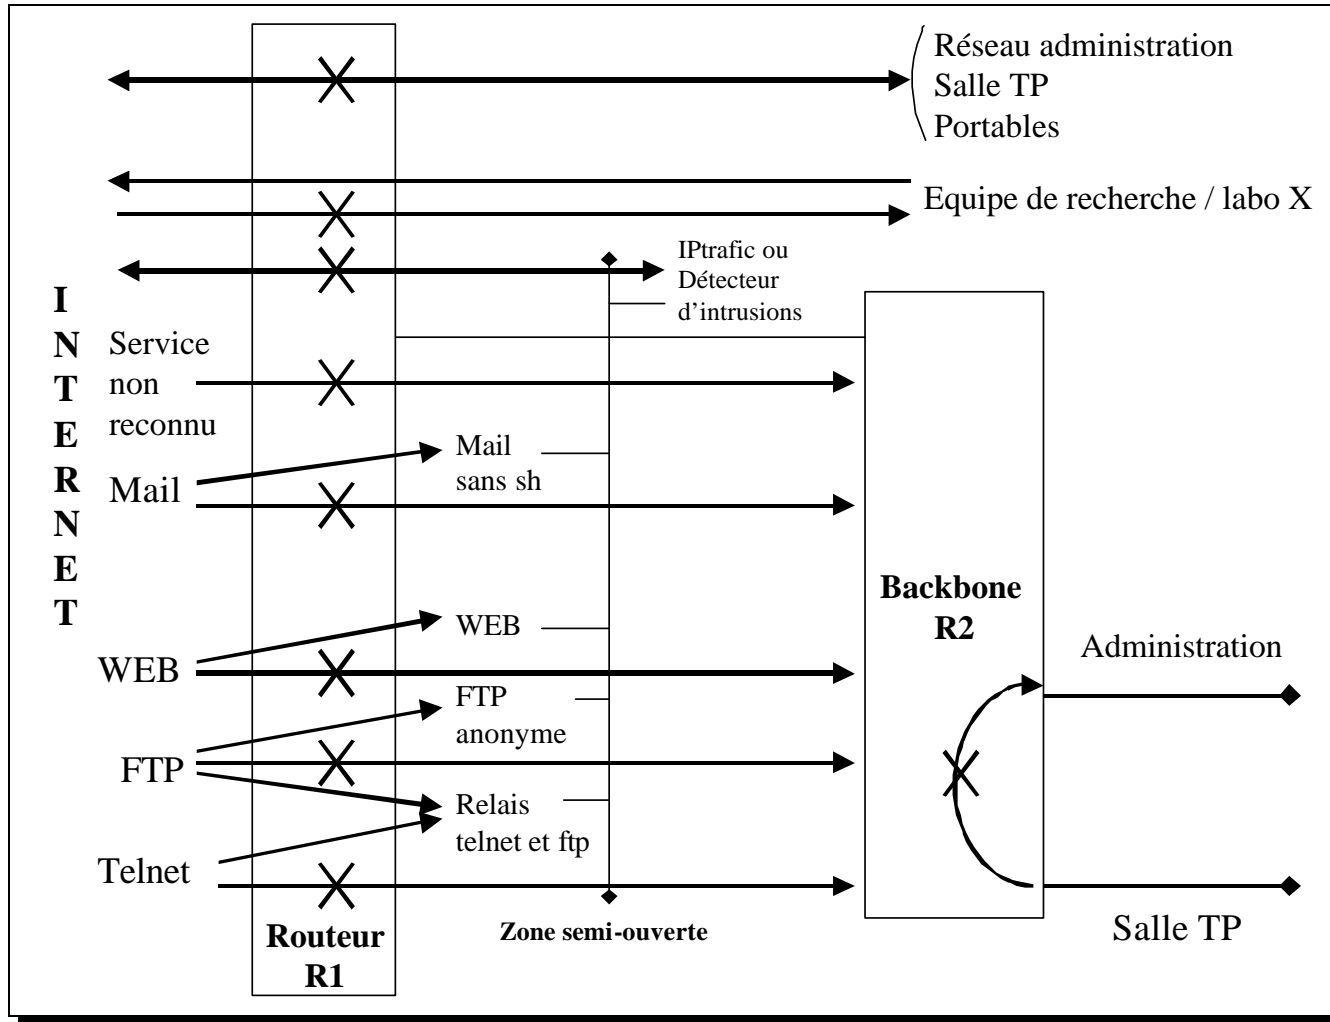 Réseau administration
Salle TP
Portables
Equipe de recherche / labo X
IPtrafic ou
Détecteur
d’intrusions
INTERNET
Service
non
reconnu
Mail
Mail
sans sh
WEB
WEB
FTP
anonyme
FTP
Relais
telnet et ftp
Telnet
Routeur
R1
Zone semi-ouverte
Backbone
R2
Administration
Salle TP